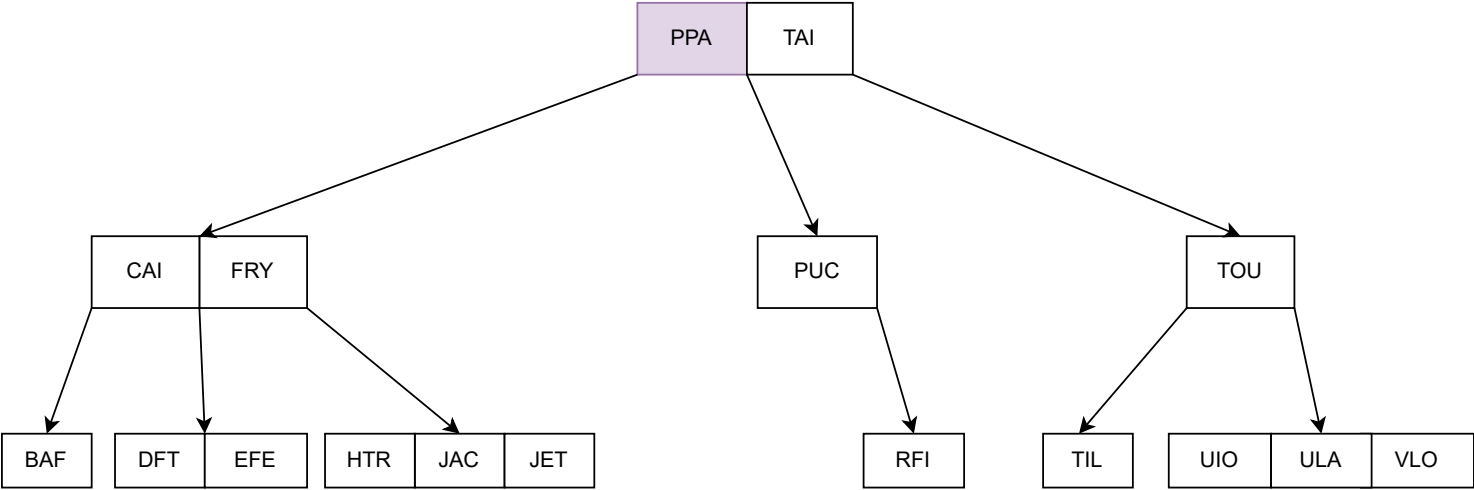 PPA TAI
CAI FRY PUC TOU
BAF DFT EFE HTR JAC JET RFI TIL UIO ULA VLO